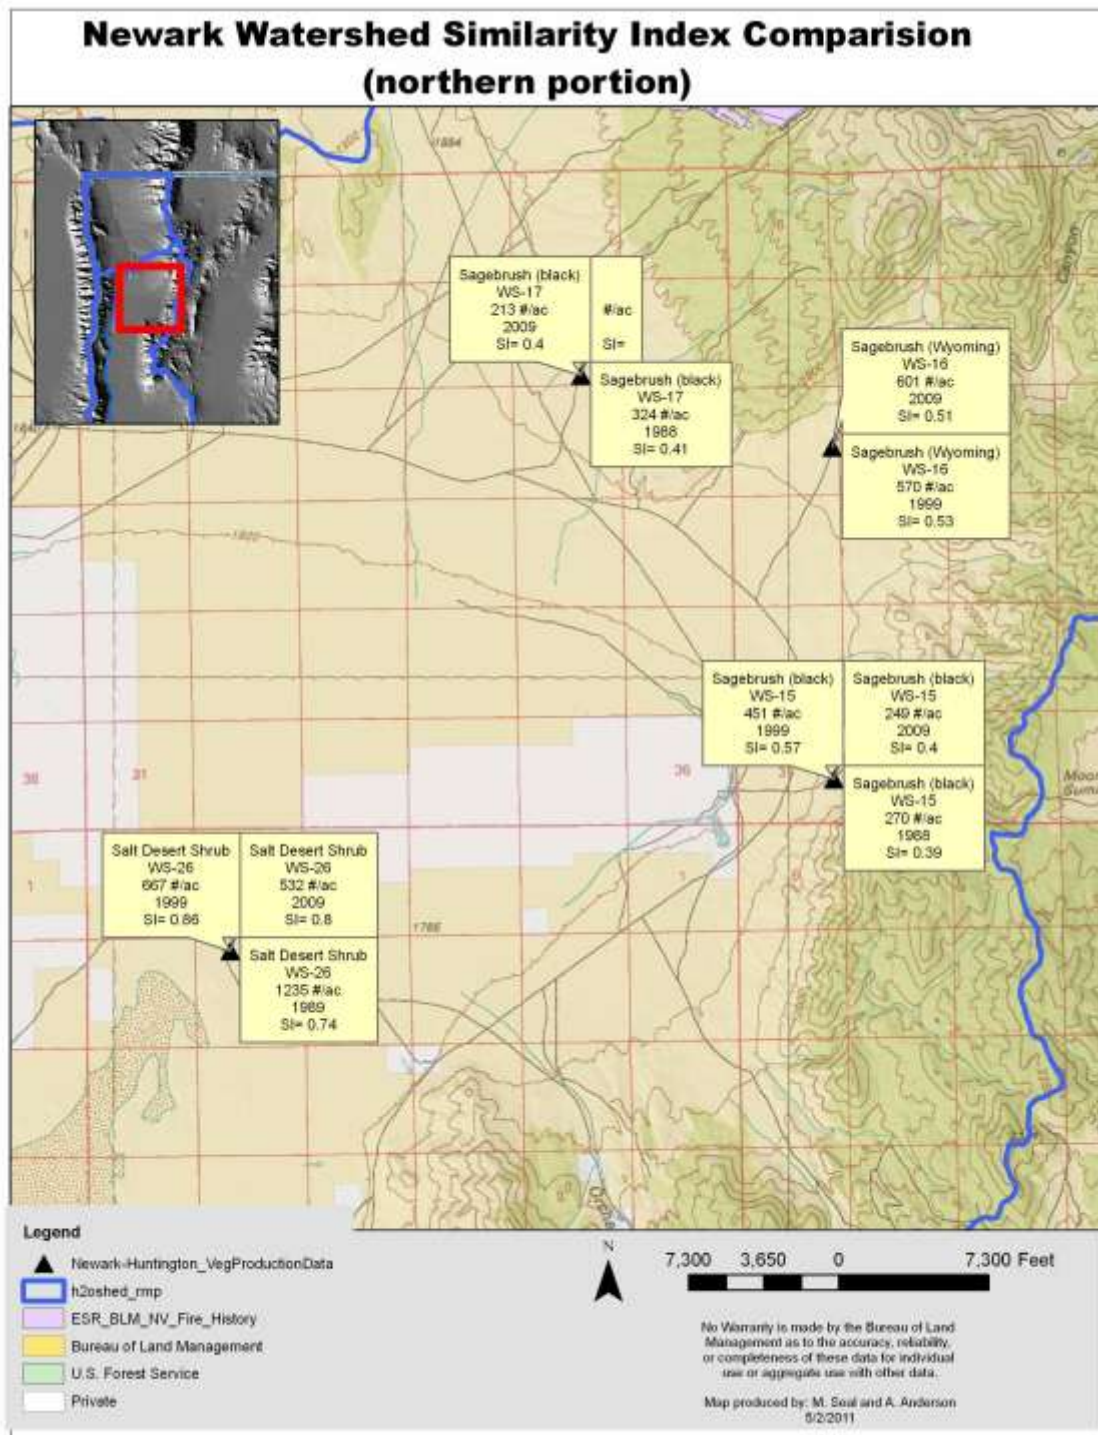 Newark Watershed Similarity Index Comparision
(northern portion)
1884
Canyon
Sagebrush (black)
WS-17
213 #/ac
2009
SI= 0.4
#/ac
SI=
Sagebrush (black)
WS-17
324 #/ac
1988
SI= 0.41
Sagebrush (Wyoming)
WS-16
601 #/ac
2009
SI= 0.51
Sagebrush (Wyoming)
WS-16
570 #/ac
1999
SI= 0.53
Sagebrush (black)
WS-15
451 #/ac
1999
SI= 0.57
Sagebrush (black)
WS-15
249 #/ac
2009
SI= 0.4
Sagebrush (black)
WS-15
270 #/ac
1988
SI= 0.39
36
31
36
1
1
6
Salt Desert Shrub
WS-26
667 #/ac
1999
SI= 0.86
Salt Desert Shrub
WS-26
532 #/ac
2009
SI= 0.8
Salt Desert Shrub
WS-26
1235 #/ac
1989
SI= 0.74
Legend
Newark-Huntington_VegProductionData
h2oshed_rmp
ESR_BLM_NV_Fire_History
Bureau of Land Management
U.S. Forest Service
Private
N
7,300 3,650 0 7,300 Feet
No Warranty is made by the Bureau of Land
Management as to the accuracy, reliability,
or completeness of these data for individual
use or aggregate use with other data.
Map produced by: M. Seal and A. Anderson
5/2/2011